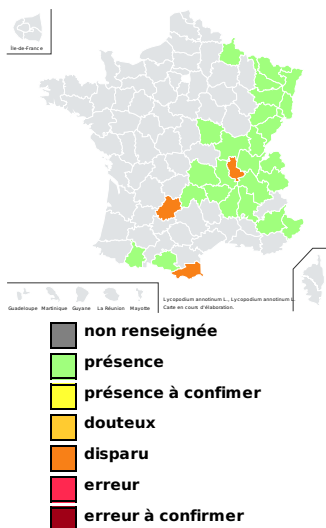 Île-de-France
Lycopodium annotinum L., Lycopodium annotinum L.
Carte en cours d'élaboration.
Guadeloupe Martinique Guyane La Réunion Mayotte
non renseignée
présence
présence à confimer
douteux
disparu
erreur
erreur à confirmer